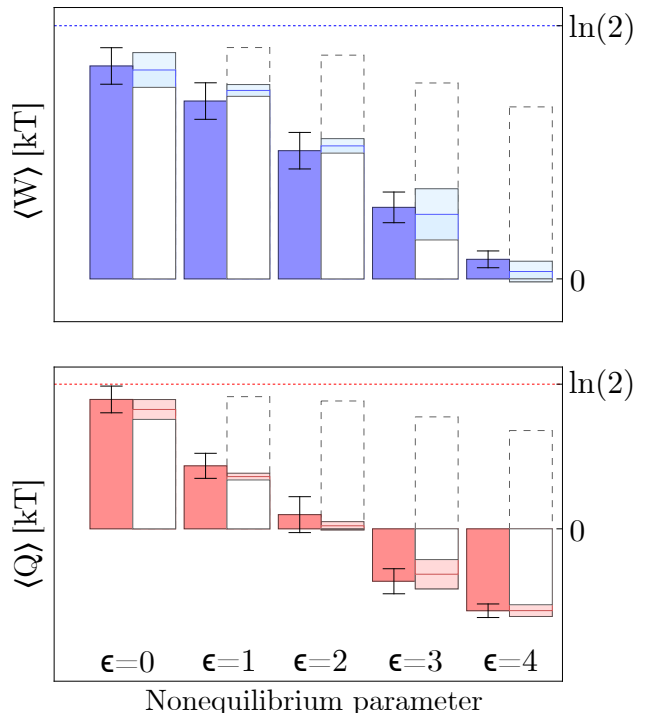 ln(2)
⟨W⟩ [kT]
0
ln(2)
⟨Q⟩ [kT]
0
ϵ=0 ϵ=1 ϵ=2 ϵ=3 ϵ=4
Nonequilibrium parameter